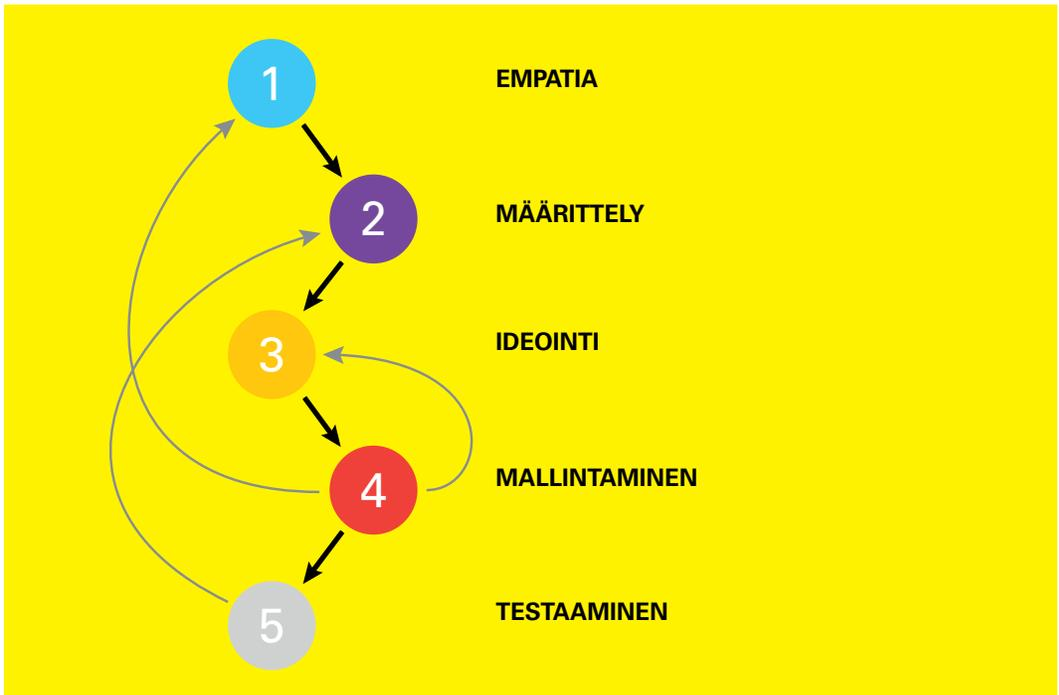 1 EMPATIA
2 MÄÄRITTELY
3 IDEOINTI
4 MALLINTAMINEN
5 TESTAAMINEN